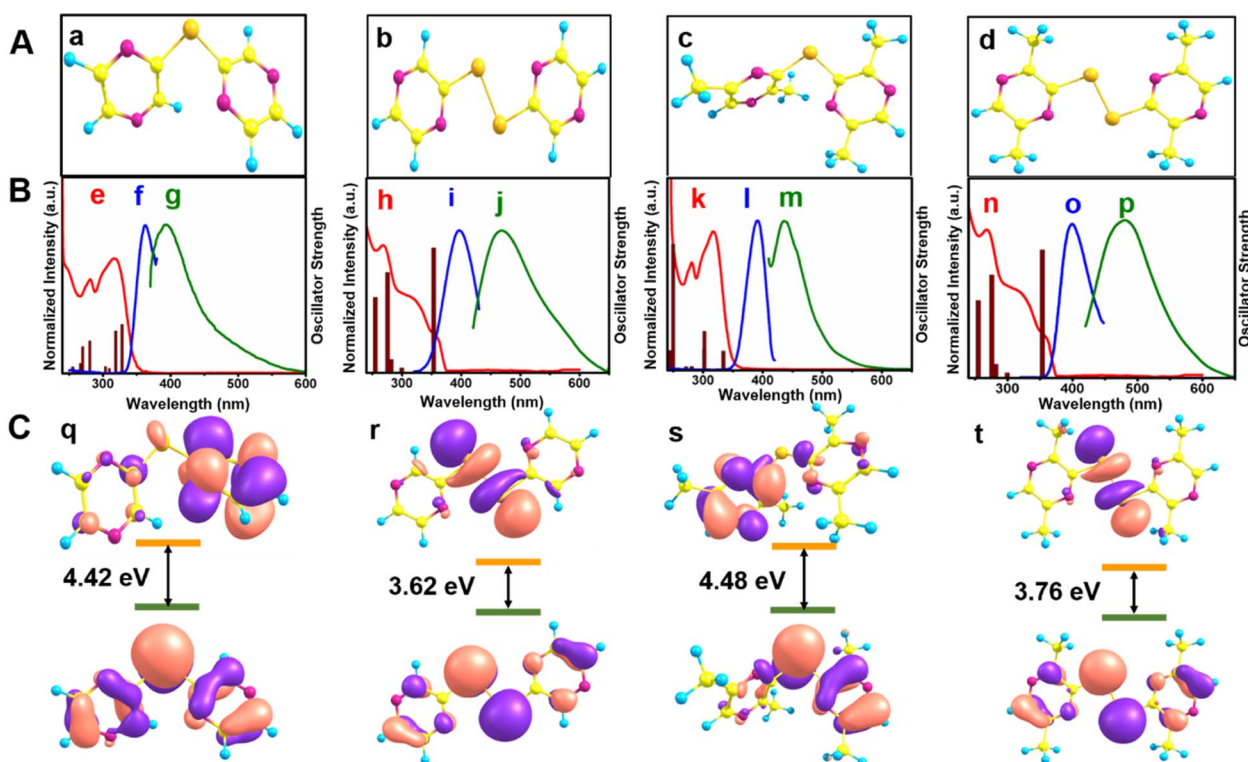 A
a
b
c
d
B
Normalized Intensity (a.u.)
e
f
g
Oscillator Strength
300 400 500 600
Wavelength (nm)
Normalized Intensity (a.u.)
h
i
j
Oscillator Strength
300 400 500 600
Wavelength (nm)
Normalized Intensity (a.u.)
k
l
m
Oscillator Strength
300 400 500 600
Wavelength (nm)
Normalized Intensity (a.u.)
n
o
p
Oscillator Strength
300 400 500 600
Wavelength (nm)
C
q
r
s
t
4.42 eV
3.62 eV
4.48 eV
3.76 eV